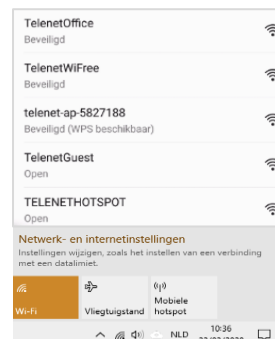 TelenetOffice
Beveiligd
TelenetWiFree
Beveiligd
telenet-ap-5827188
Beveiligd (WPS beschikbaar)
TelenetGuest
Open
TELENETHOTSPOT
Open
Netwerk- en internetinstellingen
Instellingen wijzigen, zoals het instellen van een verbinding
met een datalimiet.
Wi-Fi
Vliegtuigstand
Mobiele
hotspot
NLD
10:36